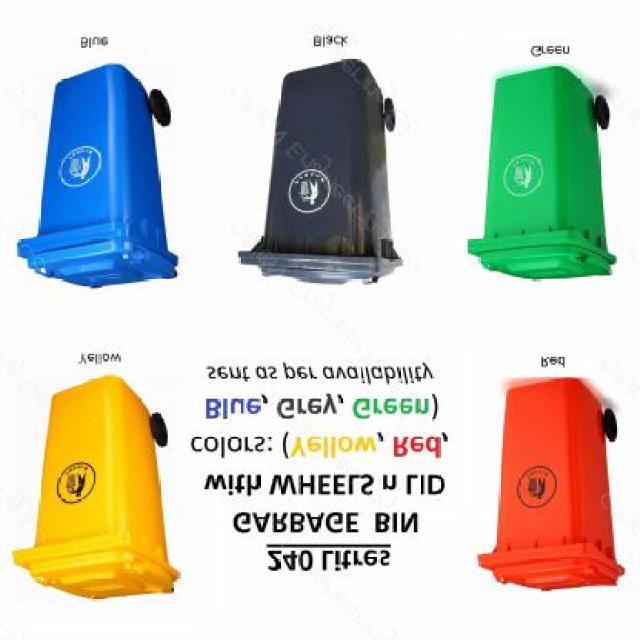 240 Litres
GARBAGE BIN
with WHEELS n LID
colors: (Yellow, Red,
Blue, Grey, Green)
sent as per availability
Yellow
Red
Blue
Black
Green